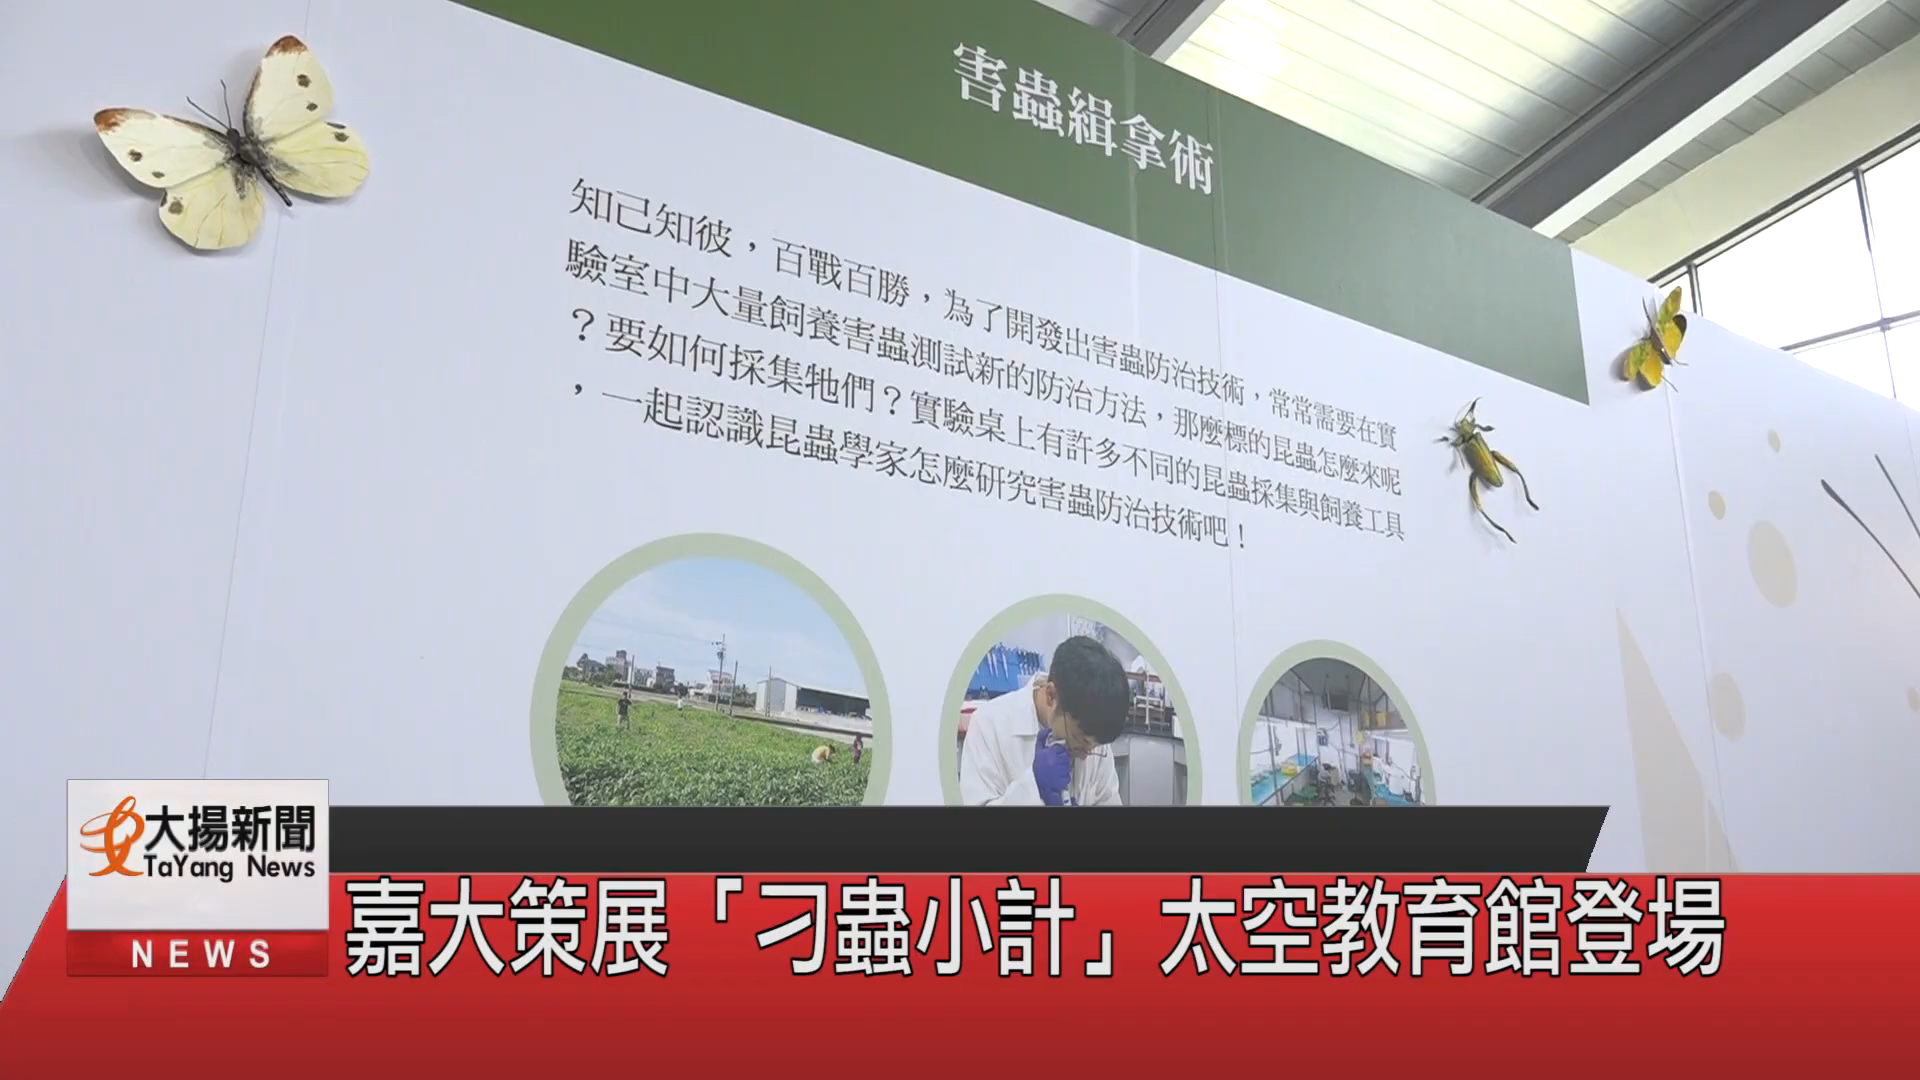 害蟲緝拿術
知己知彼，百戰百勝，為了開發出害蟲防治技術，常常需要在實
驗室中大量飼養害蟲測試新的防治方法，那麼標的昆蟲怎麼來呢
？要如何採集牠們？實驗桌上有許多不同的昆蟲採集與飼養工具
，一起認識昆蟲學家怎麼研究害蟲防治技術吧！
大揚新聞
TaYang News
NEWS
嘉大策展「刁蟲小計」太空教育館登場